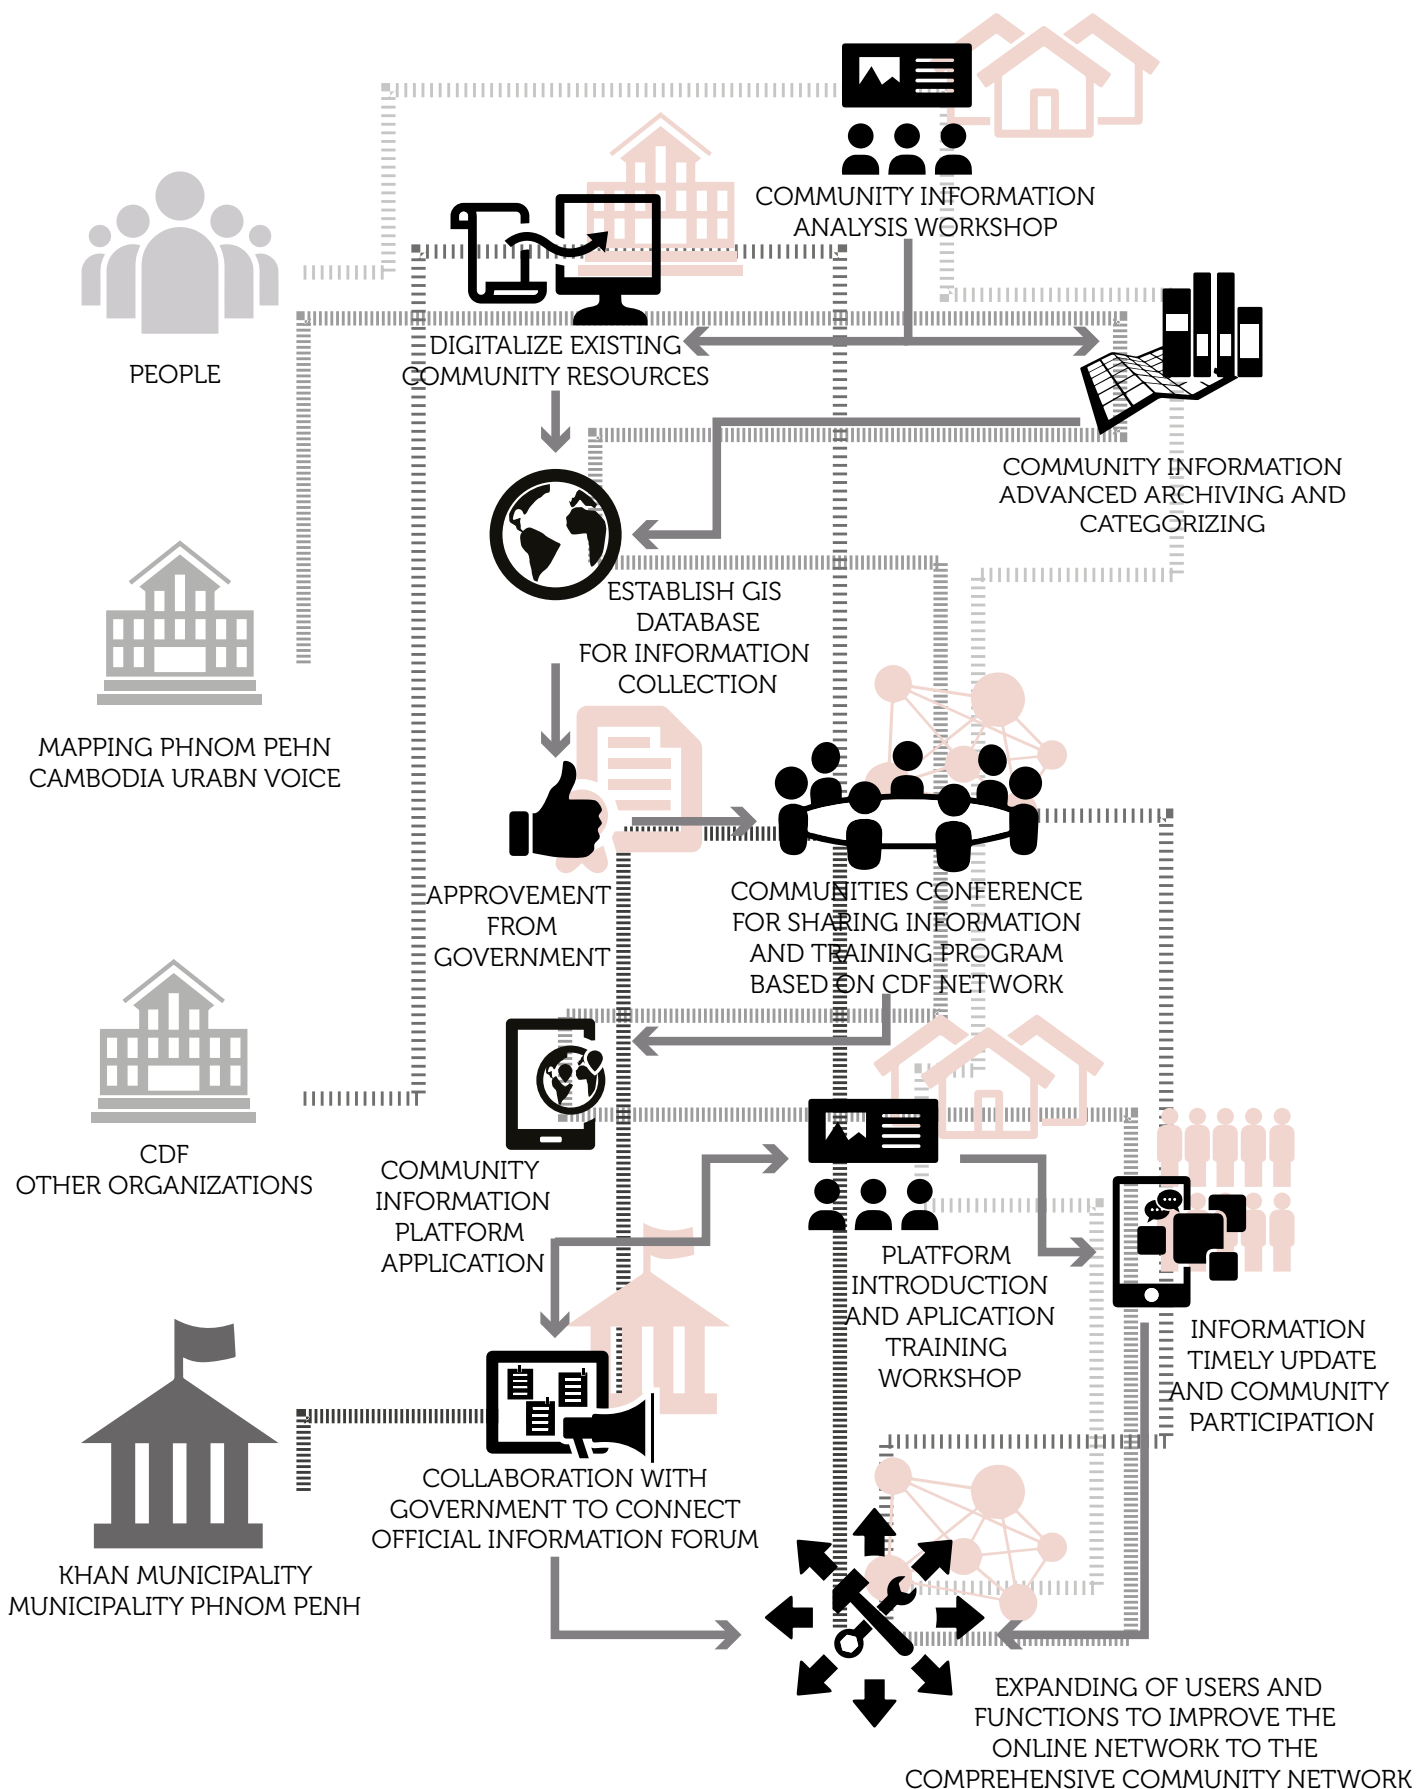 COMMUNITY INFORMATION
ANALYSIS WORKSHOP
DIGITALIZE EXISTING
COMMUNITY RESOURCES
PEOPLE
COMMUNITY INFORMATION
ADVANCED ARCHIVING AND
CATEGORIZING
ESTABLISH GIS
DATABASE
FOR INFORMATION
COLLECTION
MAPPING PHNOM PEHN
CAMBODIA URABN VOICE
APPROVEMENT
FROM
GOVERNMENT
COMMUNITIES CONFERENCE
FOR SHARING INFORMATION
AND TRAINING PROGRAM
BASED ON CDF NETWORK
CDF
OTHER ORGANIZATIONS
COMMUNITY
INFORMATION
PLATFORM
APPLICATION
PLATFORM
INTRODUCTION
AND APLICATION
TRAINING
WORKSHOP
INFORMATION
TIMELY UPDATE
AND COMMUNITY
PARTICIPATION
COLLABORATION WITH
GOVERNMENT TO CONNECT
OFFICIAL INFORMATION FORUM
KHAN MUNICIPALITY
MUNICIPALITY PHNOM PENH
EXPANDING OF USERS AND
FUNCTIONS TO IMPROVE THE
ONLINE NETWORK TO THE
COMPREHENSIVE COMMUNITY NETWORK